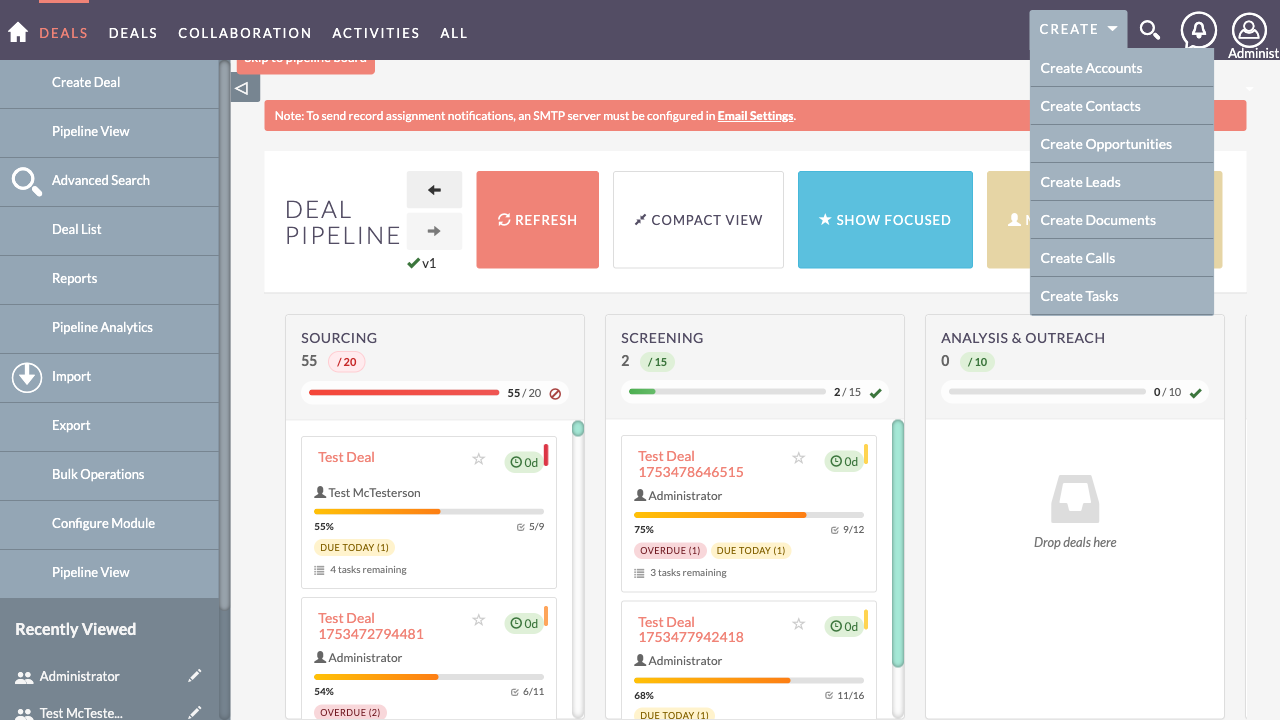 DEALS
DEALS
COLLABORATION
ACTIVITIES
ALL
CREATE
Administ
Create Accounts
Create Contacts
Create Opportunities
Create Leads
Create Documents
Create Calls
Create Tasks
Create Deal
Pipeline View
Advanced Search
Deal List
Reports
Pipeline Analytics
Import
Export
Bulk Operations
Configure Module
Pipeline View
Recently Viewed
Administrator
Test McTeste...
Skip to pipeline board
Note: To send record assignment notifications, an SMTP server must be configured in Email Settings.
DEAL
PIPELINE
v1
REFRESH
COMPACT VIEW
SHOW FOCUSED
SOURCING
55 / 20
55 / 20
Test Deal
0d
Test McTesterson
55% 5/9
DUE TODAY (1)
4 tasks remaining
Test Deal
1753472794481
0d
Administrator
54% 6/11
OVERDUE (2)
SCREENING
2 / 15
2 / 15
Test Deal
1753478646515
0d
Administrator
75% 9/12
OVERDUE (1) DUE TODAY (1)
3 tasks remaining
Test Deal
1753477942418
0d
Administrator
68% 11/16
DUE TODAY (1)
ANALYSIS & OUTREACH
0 / 10
0 / 10
Drop deals here